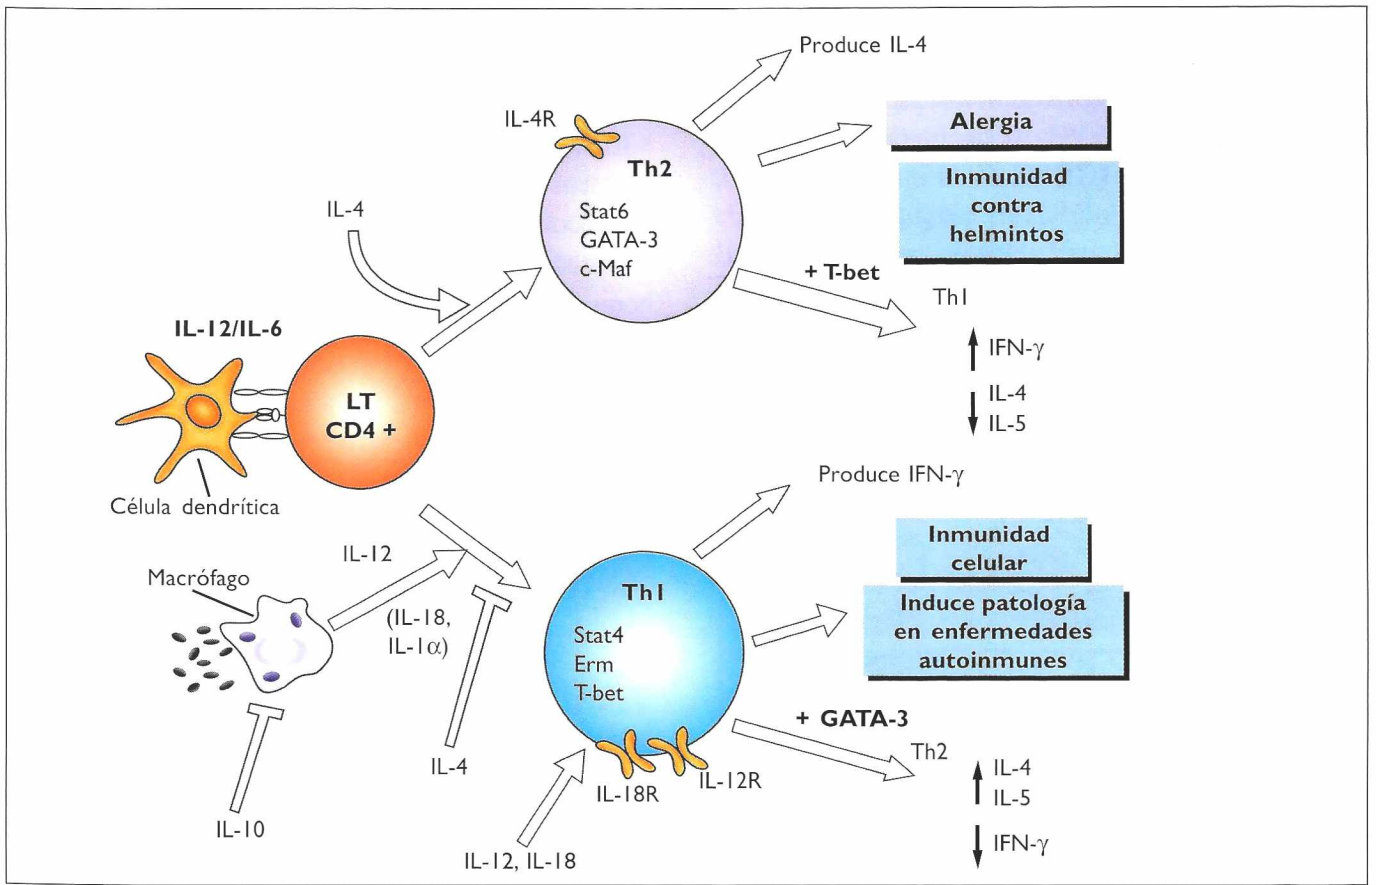 Produce IL-4
IL-4R
Alergia
Th2
Inmunidad
contra
helmintos
IL-4
Stat6
GATA-3
c-Maf
+ T-bet
Th1
IL-12/IL-6
IFN-γ
LT
CD4 +
IL-4
IL-5
Célula dendrítica
Produce IFN-γ
IL-12
Inmunidad
celular
Macrófago
(IL-18,
IL-1α)
Th1
Induce patología
en enfermedades
autoinmunes
Stat4
Erm
T-bet
+ GATA-3
Th2
IL-4
IL-18R
IL-12R
IL-4
IL-5
IL-10
IL-12, IL-18
IFN-γ